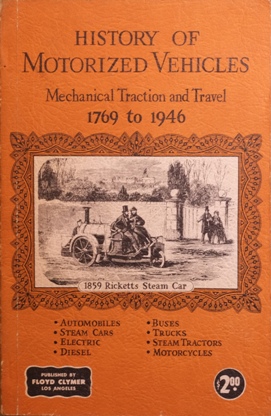 HISTORY OF
MOTORIZED VEHICLES
Mechanical Traction and Travel
1769 to 1946
1859 Ricketts Steam Car
• AUTOMOBILES
• STEAM CARS
• ELECTRIC
• DIESEL
• BUSES
• TRUCKS
• STEAM TRACTORS
• MOTORCYCLES
PUBLISHED BY
FLOYD CLYMER
LOS ANGELES
$2.00